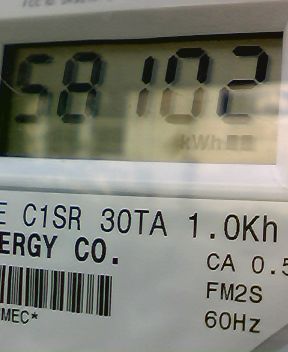 58102
kWh
E C1SR 30TA 1.0Kh
ERGY CO.
CA 0.5
FM2S
MEC*
60Hz